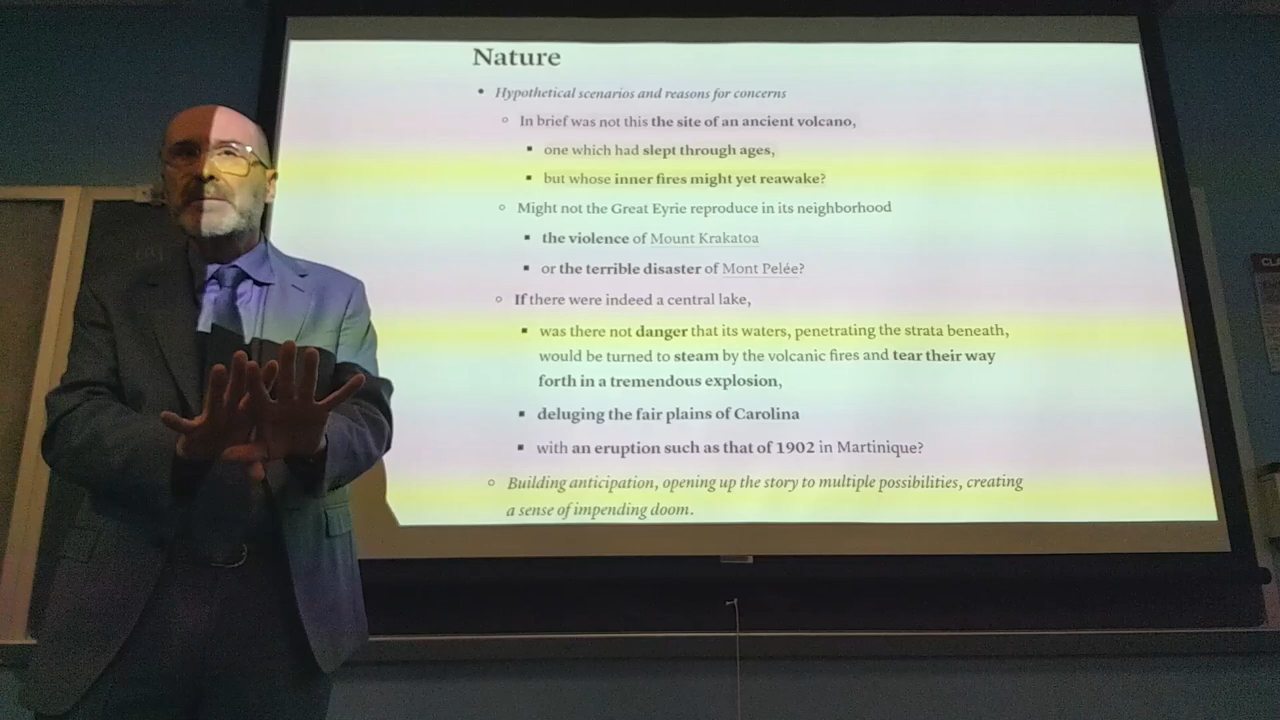 Nature
• Hypothetical scenarios and reasons for concerns
○ In brief was not this the site of an ancient volcano,
▪ one which had slept through ages,
▪ but whose inner fires might yet reawake?
○ Might not the Great Eyrie reproduce in its neighborhood
▪ the violence of Mount Krakatoa
▪ or the terrible disaster of Mont Pelée?
○ If there were indeed a central lake,
▪ was there not danger that its waters, penetrating the strata beneath,
would be turned to steam by the volcanic fires and tear their way
forth in a tremendous explosion,
▪ deluging the fair plains of Carolina
▪ with an eruption such as that of 1902 in Martinique?
○ Building anticipation, opening up the story to multiple possibilities, creating
a sense of impending doom.